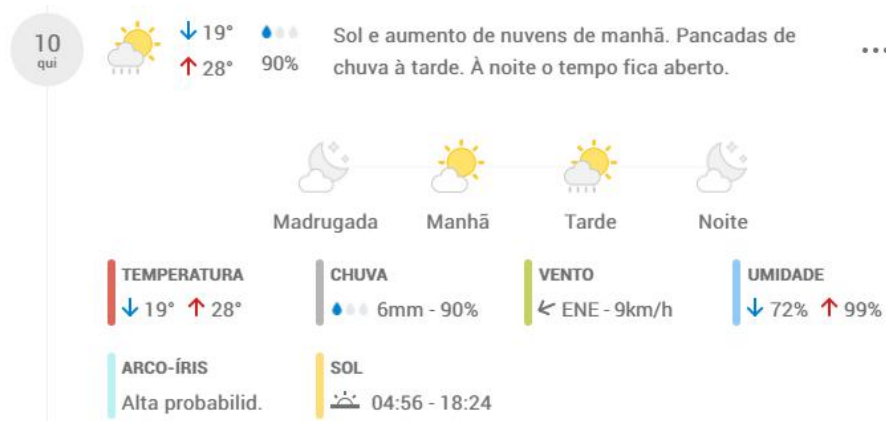 10
qui
19°
28°
90%
Sol e aumento de nuvens de manhã. Pancadas de
chuva à tarde. À noite o tempo fica aberto.
Madrugada Manhã Tarde Noite
TEMPERATURA CHUVA VENTO UMIDADE
19° 28° 6mm - 90% ENE - 9km/h 72% 99%
ARCO-ÍRIS SOL
Alta probabilid. 04:56 - 18:24